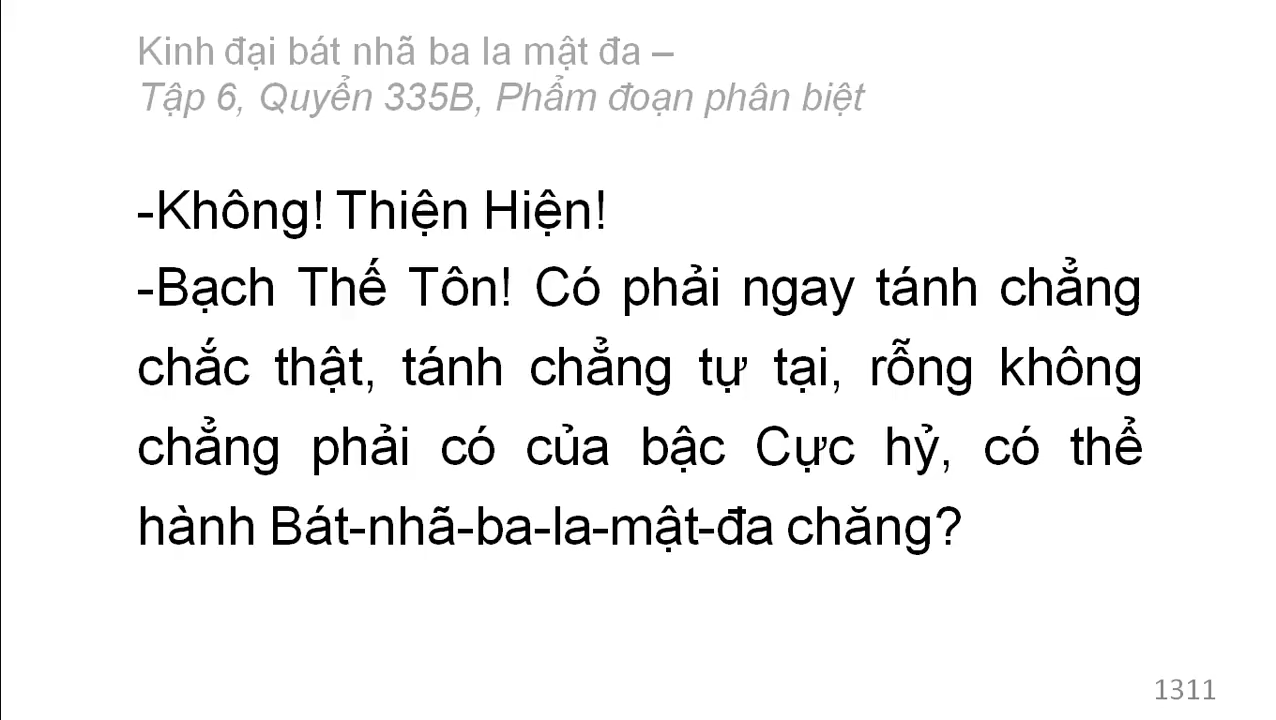 Kinh đại bát nhã ba la mật đa –
Tập 6, Quyển 335B, Phẩm đoạn phân biệt
-Không! Thiện Hiện!
-Bạch Thế Tôn! Có phải ngay tánh chẳng
chắc thật, tánh chẳng tự tại, rỗng không
chẳng phải có của bậc Cực hỷ, có thể
hành Bát-nhã-ba-la-mật-đa chăng?
1311